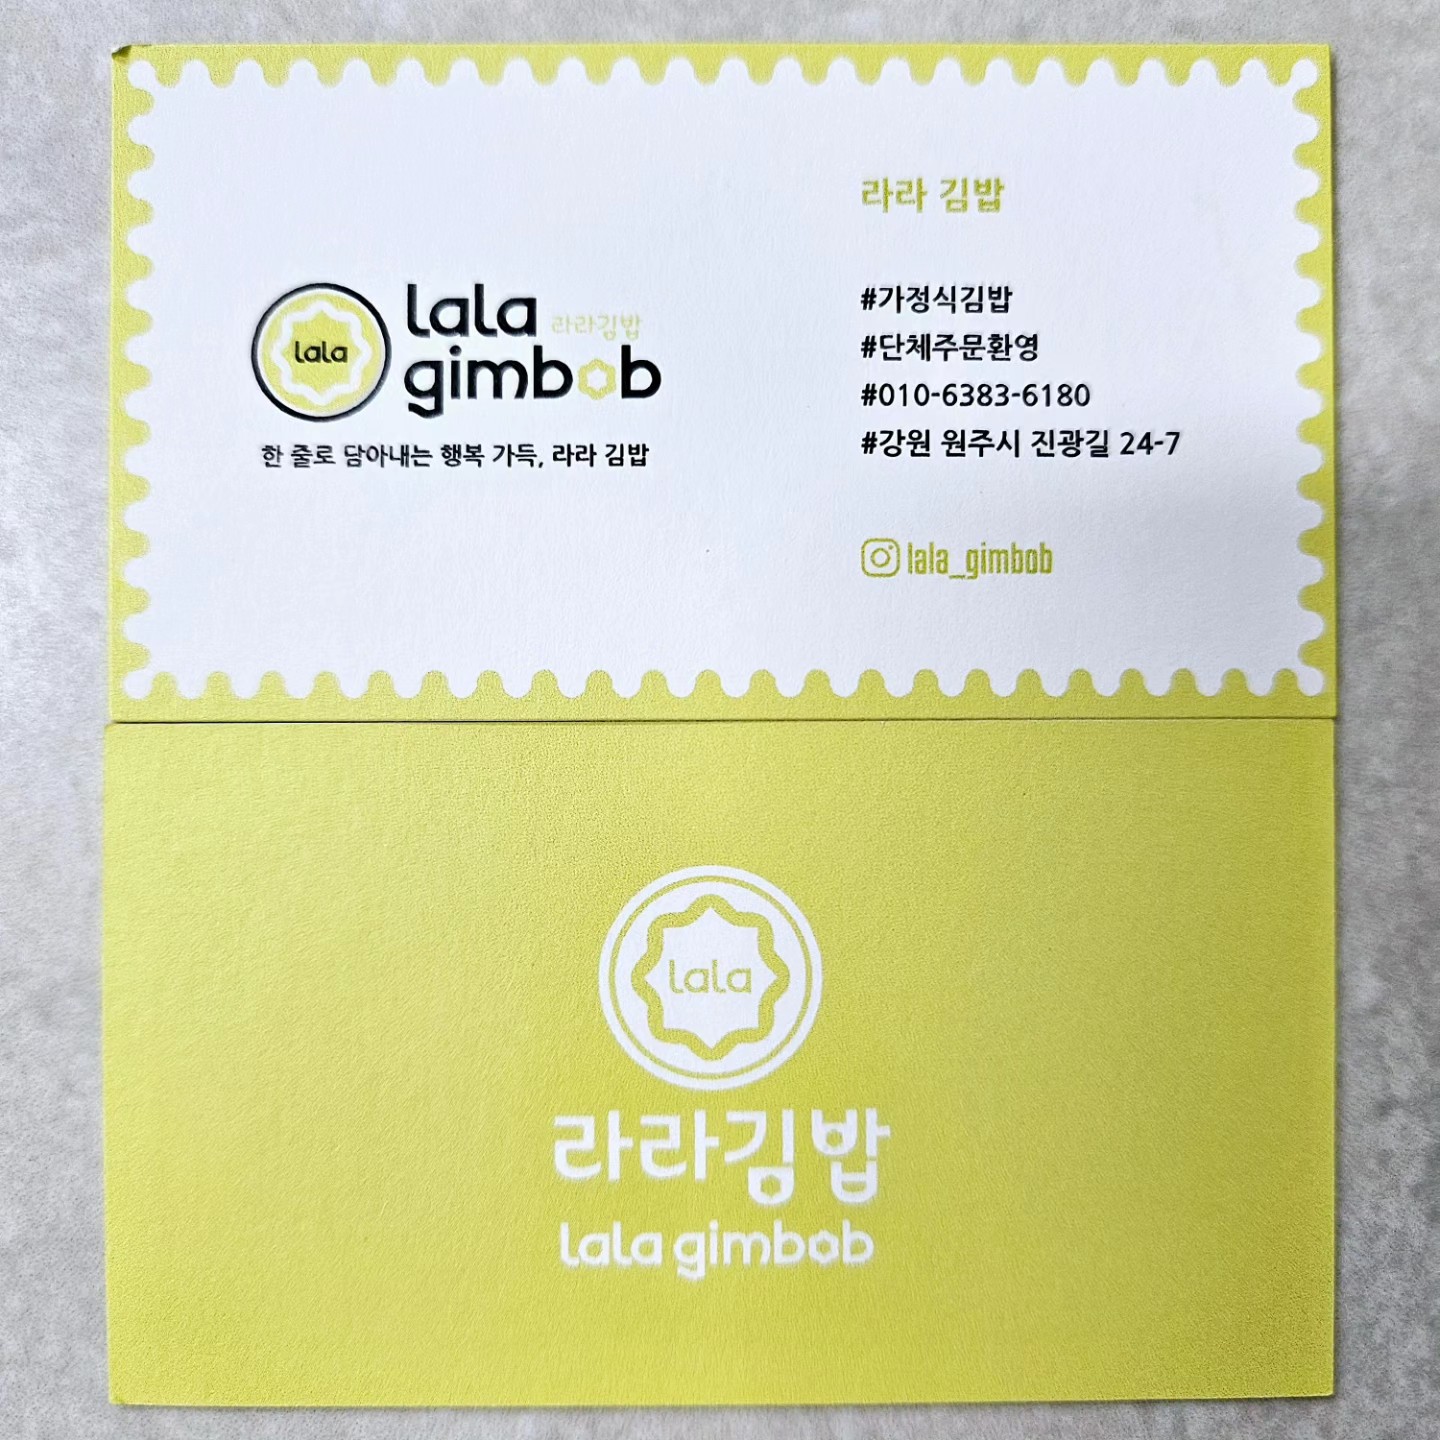 lala
lala
라라김밥
gimbob
한 줄로 담아내는 행복 가득, 라라 김밥
라라 김밥
#가정식김밥
#단체주문환영
#010-6383-6180
#강원 원주시 진광길 24-7
lala_gimbob
lala
라라김밥
lala gimbob